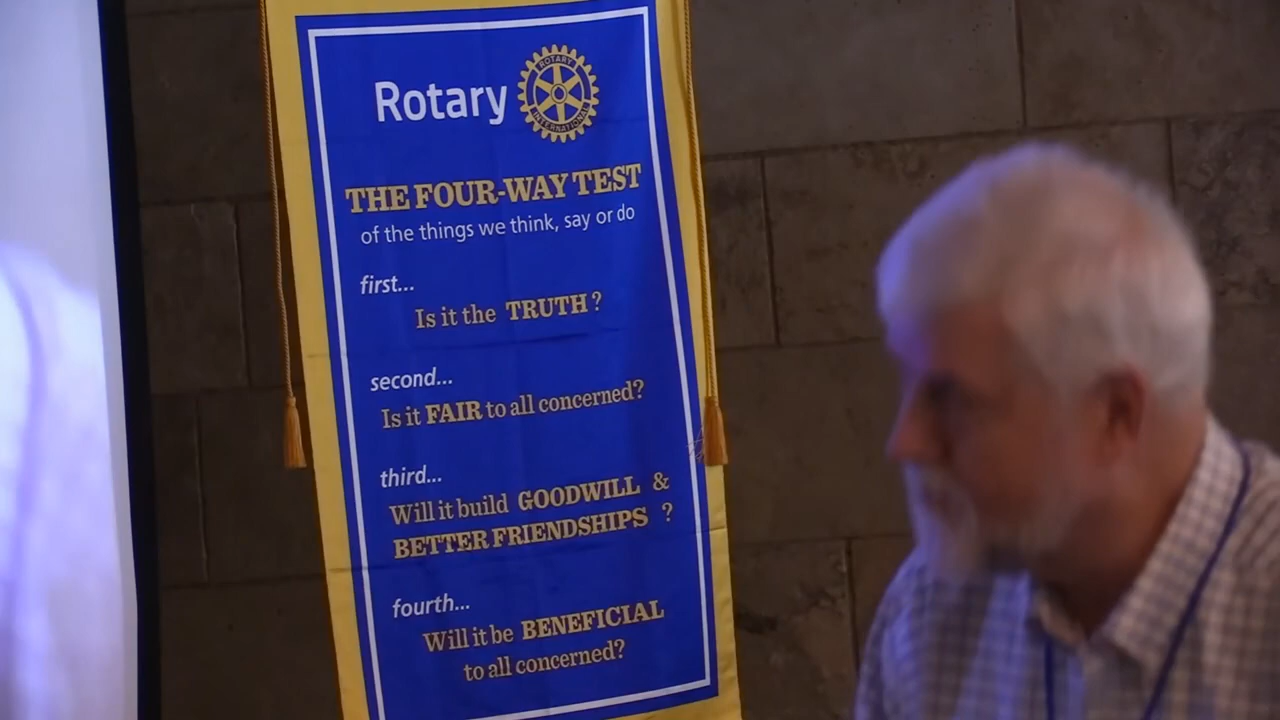 Rotary
ROTARY
INTERNATIONAL
THE FOUR-WAY TEST
of the things we think, say or do
first...
Is it the TRUTH ?
second...
Is it FAIR to all concerned?
third...
Will it build GOODWILL &
BETTER FRIENDSHIPS ?
fourth...
Will it be BENEFICIAL
to all concerned?